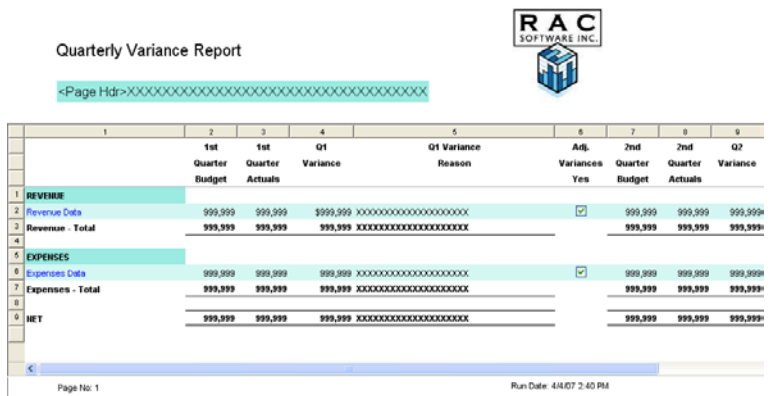 RAC
SOFTWARE INC.
Quarterly Variance Report
<Page Hdr>XXXXXXXXXXXXXXXXXXXXXXXXXXXXXXXXXXX
1 2 3 4 5 6 7 8 9
1st 1st Q1 Q1 Variance Adj. 2nd 2nd Q2
Quarter Quarter Variance Reason Variances Quarter Quarter Variance
Budget Actuals Yes Budget Actuals
1 REVENUE
2 Revenue Data 999,999 999,999 $999,999 XXXXXXXXXXXXXXXXXXXX 999,999 999,999 999,999
3 Revenue - Total 999,999 999,999 999,999 XXXXXXXXXXXXXXXXXXXX 999,999 999,999 999,999
4
5 EXPENSES
6 Expenses Data 999,999 999,999 999,999 XXXXXXXXXXXXXXXXXXXX 999,999 999,999 999,999
7 Expenses - Total 999,999 999,999 999,999 XXXXXXXXXXXXXXXXXXXX 999,999 999,999 999,999
8
9 NET 999,999 999,999 999,999 XXXXXXXXXXXXXXXXXXXX 999,999 999,999 999,999
Page No: 1 Run Date: 4/4/07 2:40 PM